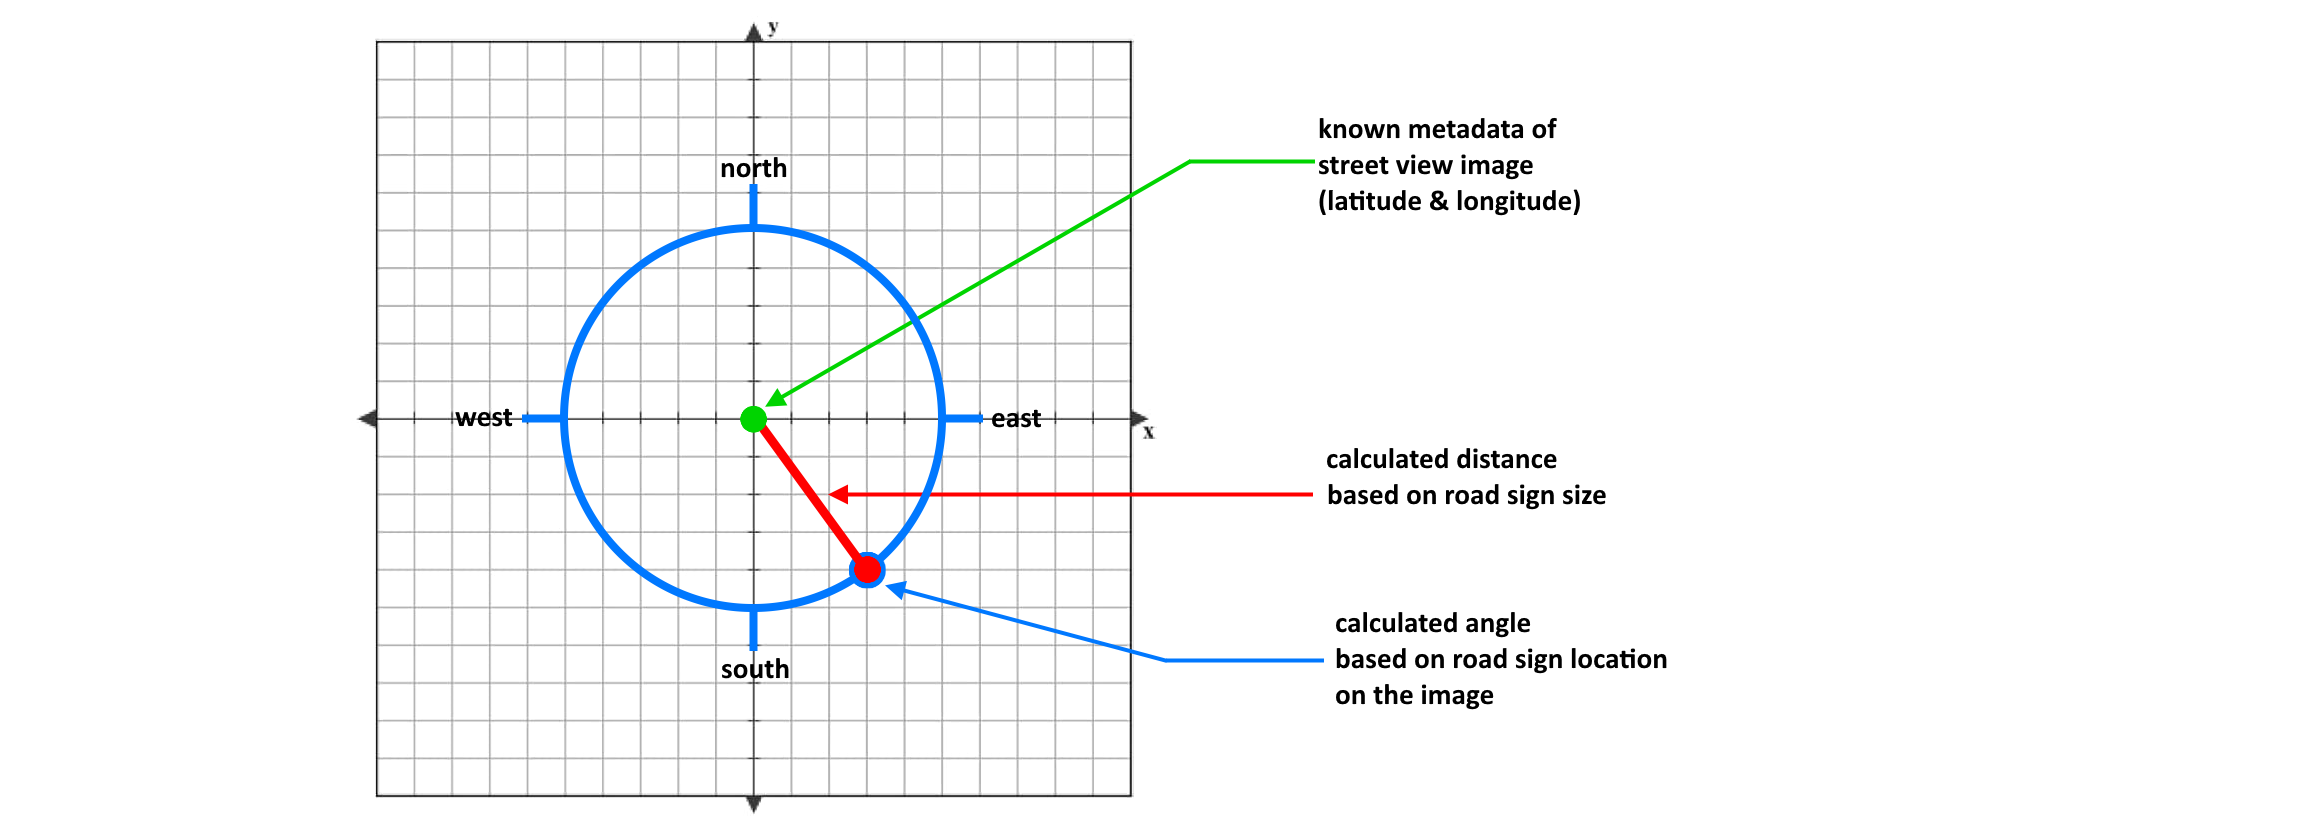 y
known metadata of
street view image
(latitude & longitude)
north
west
east
x
calculated distance
based on road sign size
calculated angle
based on road sign location
on the image
south